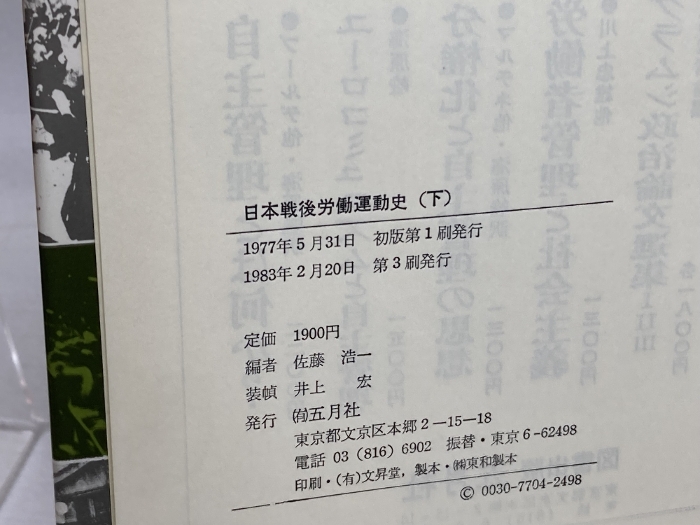 日本戦後労働運動史（下）
1977年5月31日　初版第1刷発行
1983年2月20日　第3刷発行
定価　1900円
編者　佐藤　浩一
装幀　井上　宏
発行　㈲五月社
東京都文京区本郷2―15―18
電話 03 (816) 6902　振替・東京6-62498
印刷・(有)文昇堂，製本・㈱東和製本
© 0030-7704-2498